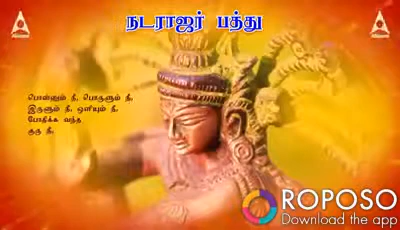 நடராஜர் பத்து
பொன்னும் நீ, பொருளும் நீ,
இருளும் நீ, ஒளியும் நீ,
போதிக்க வந்த
குரு நீ,
ROPOSO
Download the app